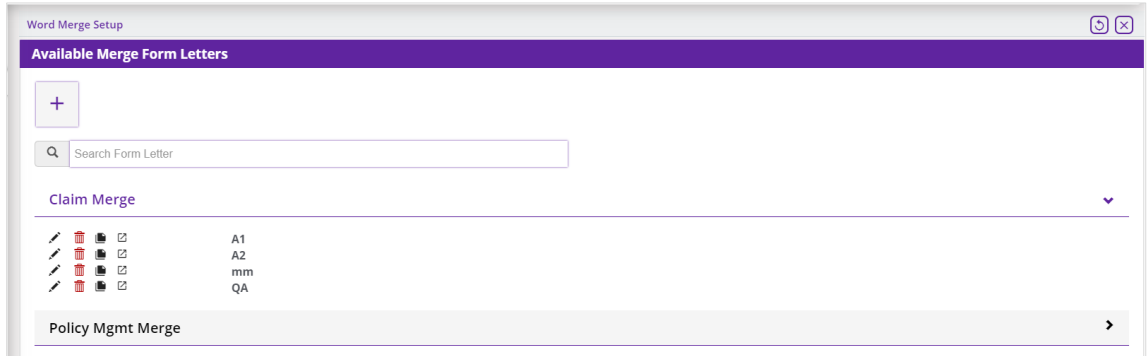 Word Merge Setup
Available Merge Form Letters
Search Form Letter
Claim Merge
A1
A2
mm
QA
Policy Mgmt Merge